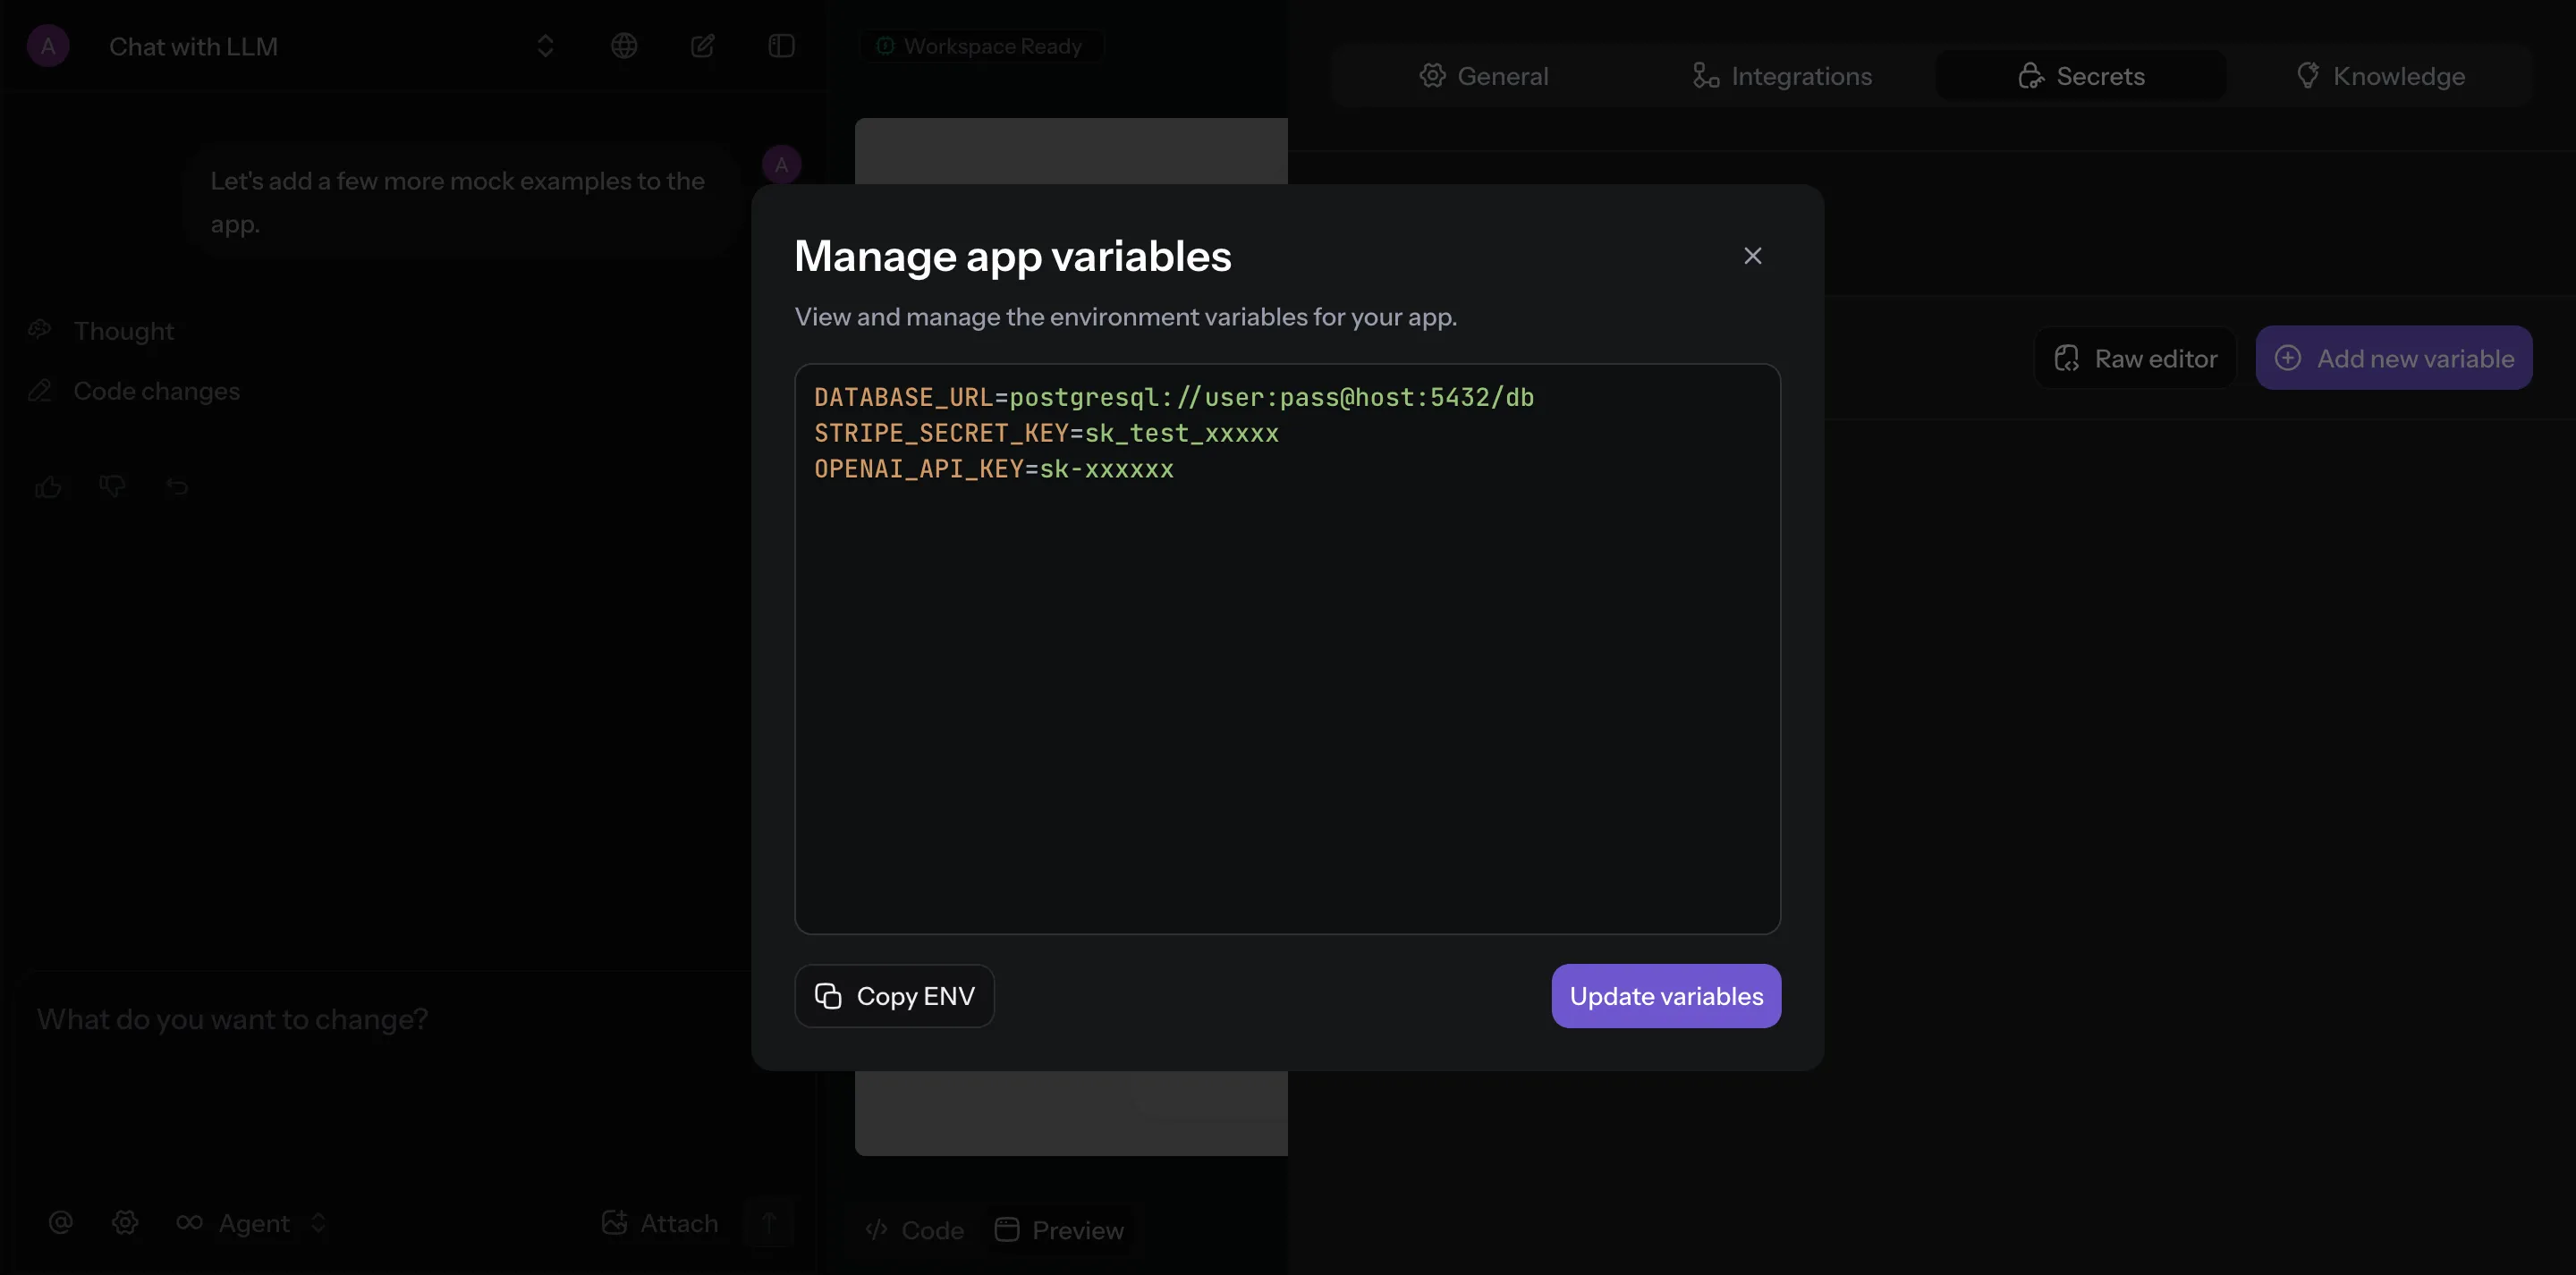 A
Chat with LLM
Workspace Ready
General
Integrations
Secrets
Knowledge
Let's add a few more mock examples to the
app.
A
Thought
Code changes
Manage app variables
View and manage the environment variables for your app.
DATABASE_URL=postgresql://user:pass@host:5432/db
STRIPE_SECRET_KEY=sk_test_xxxxx
OPENAI_API_KEY=sk-xxxxxx
Copy ENV
Update variables
Raw editor
Add new variable
What do you want to change?
@
Agent
Attach
Code
Preview